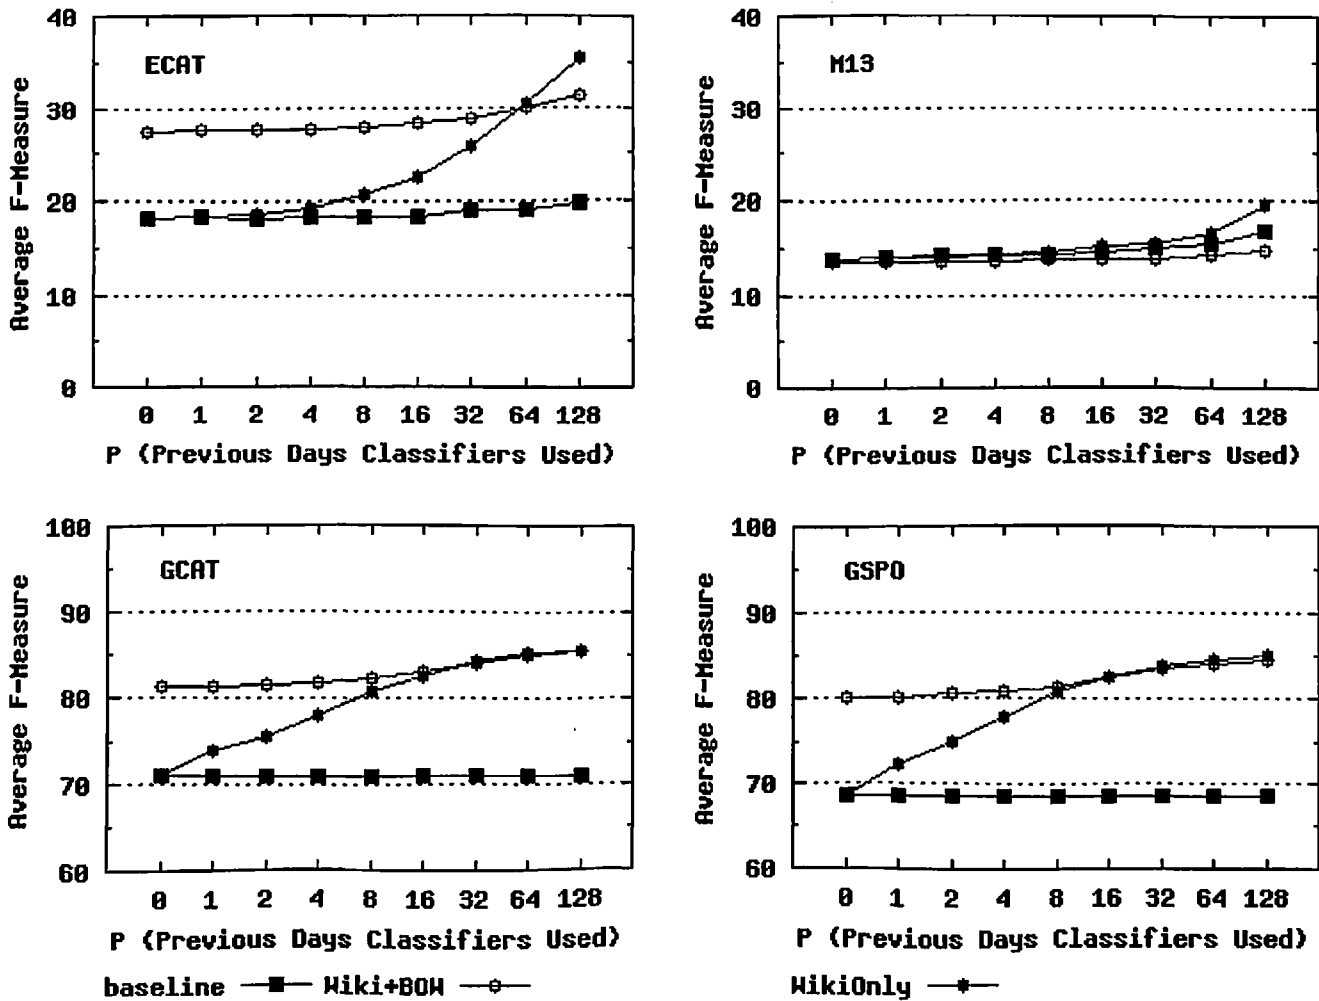 ECAT
Average F-Measure
40
30
20
10
0
0 1 2 4 8 16 32 64 128
P (Previous Days Classifiers Used)
M13
Average F-Measure
40
30
20
10
0
0 1 2 4 8 16 32 64 128
P (Previous Days Classifiers Used)
GCAT
Average F-Measure
100
90
80
70
60
0 1 2 4 8 16 32 64 128
P (Previous Days Classifiers Used)
GSPO
Average F-Measure
100
90
80
70
60
0 1 2 4 8 16 32 64 128
P (Previous Days Classifiers Used)
baseline Wiki+BOW WikiOnly